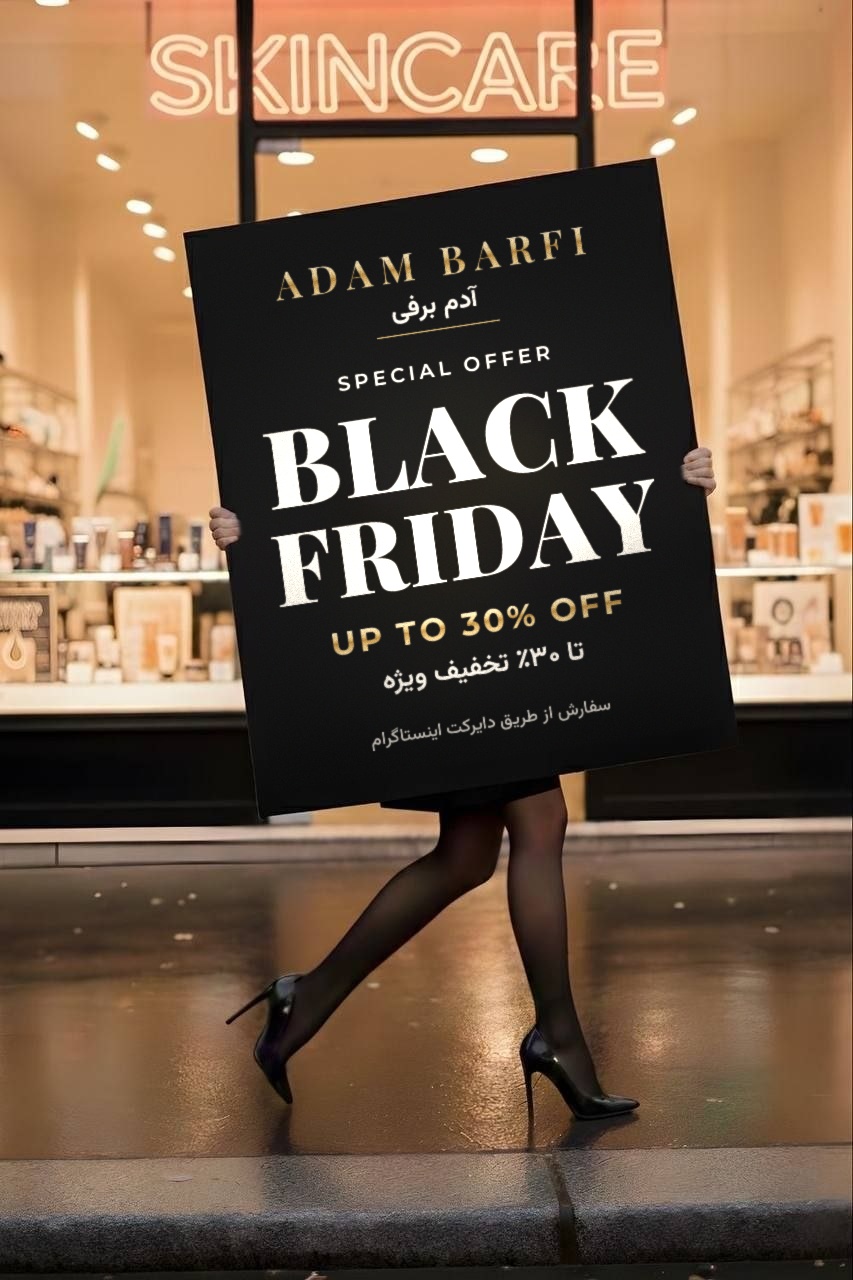 SKINCARE
ADAM BARFI
آدم برفی
SPECIAL OFFER
BLACK
FRIDAY
UP TO 30% OFF
تا ۳۰٪ تخفیف ویژه
سفارش از طریق دایرکت اینستاگرام